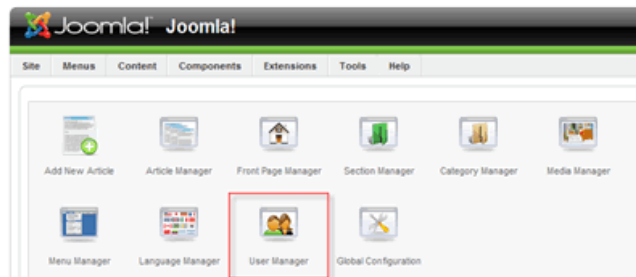 Joomla! Joomla!
Site Menus Content Components Extensions Tools Help
Add New Article Article Manager Front Page Manager Section Manager Category Manager Media Manager
Menu Manager Language Manager User Manager Global Configuration